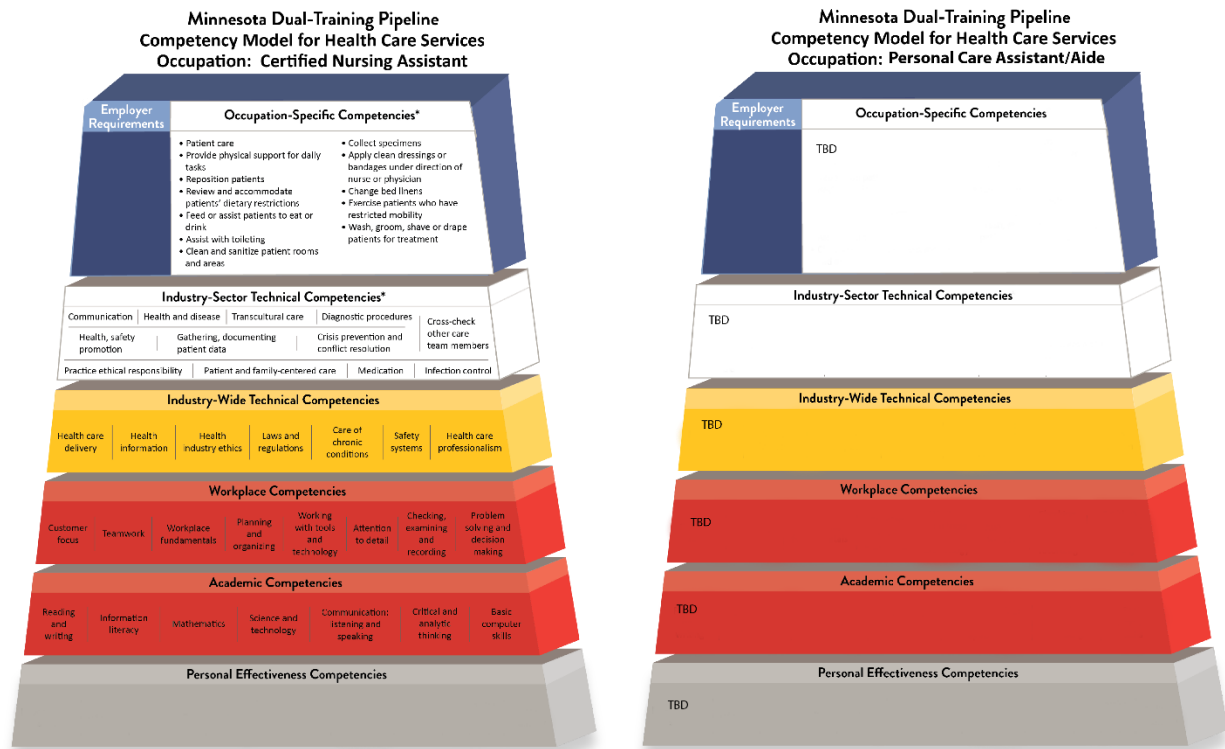 Minnesota Dual-Training Pipeline
Competency Model for Health Care Services
Occupation: Certified Nursing Assistant
Employer
Requirements
Occupation-Specific Competencies*
• Patient care
• Provide physical support for daily
tasks
• Reposition patients
• Review and accommodate
patients' dietary restrictions
• Feed or assist patients to eat or
drink
• Assist with toileting
• Clean and sanitize patient rooms
and areas
• Collect specimens
• Apply clean dressings or
bandages under direction of
nurse or physician
• Change bed linens
• Exercise patients who have
restricted mobility
• Wash, groom, shave or drape
patients for treatment
Industry-Sector Technical Competencies*
Communication
Health and disease
Transcultural care
Diagnostic procedures
Cross-check
other care
team members
Health, safety
promotion
Gathering, documenting
patient data
Crisis prevention and
conflict resolution
Practice ethical responsibility
Patient and family-centered care
Medication
Infection control
Industry-Wide Technical Competencies
Health care
delivery
Health
information
Health
industry ethics
Laws and
regulations
Care of
chronic
conditions
Safety
systems
Health care
professionalism
Workplace Competencies
Customer
focus
Teamwork
Workplace
fundamentals
Planning
and
organizing
Working
with tools
and
technology
Attention
to detail
Checking,
examining
and
recording
Problem
solving and
decision
making
Academic Competencies
Reading
and
writing
Information
literacy
Mathematics
Science and
technology
Communication:
listening and
speaking
Critical and
analytic
thinking
Basic
computer
skills
Personal Effectiveness Competencies
Minnesota Dual-Training Pipeline
Competency Model for Health Care Services
Occupation: Personal Care Assistant/Aide
Employer
Requirements
Occupation-Specific Competencies
TBD
Industry-Sector Technical Competencies
TBD
Industry-Wide Technical Competencies
TBD
Workplace Competencies
TBD
Academic Competencies
TBD
Personal Effectiveness Competencies
TBD